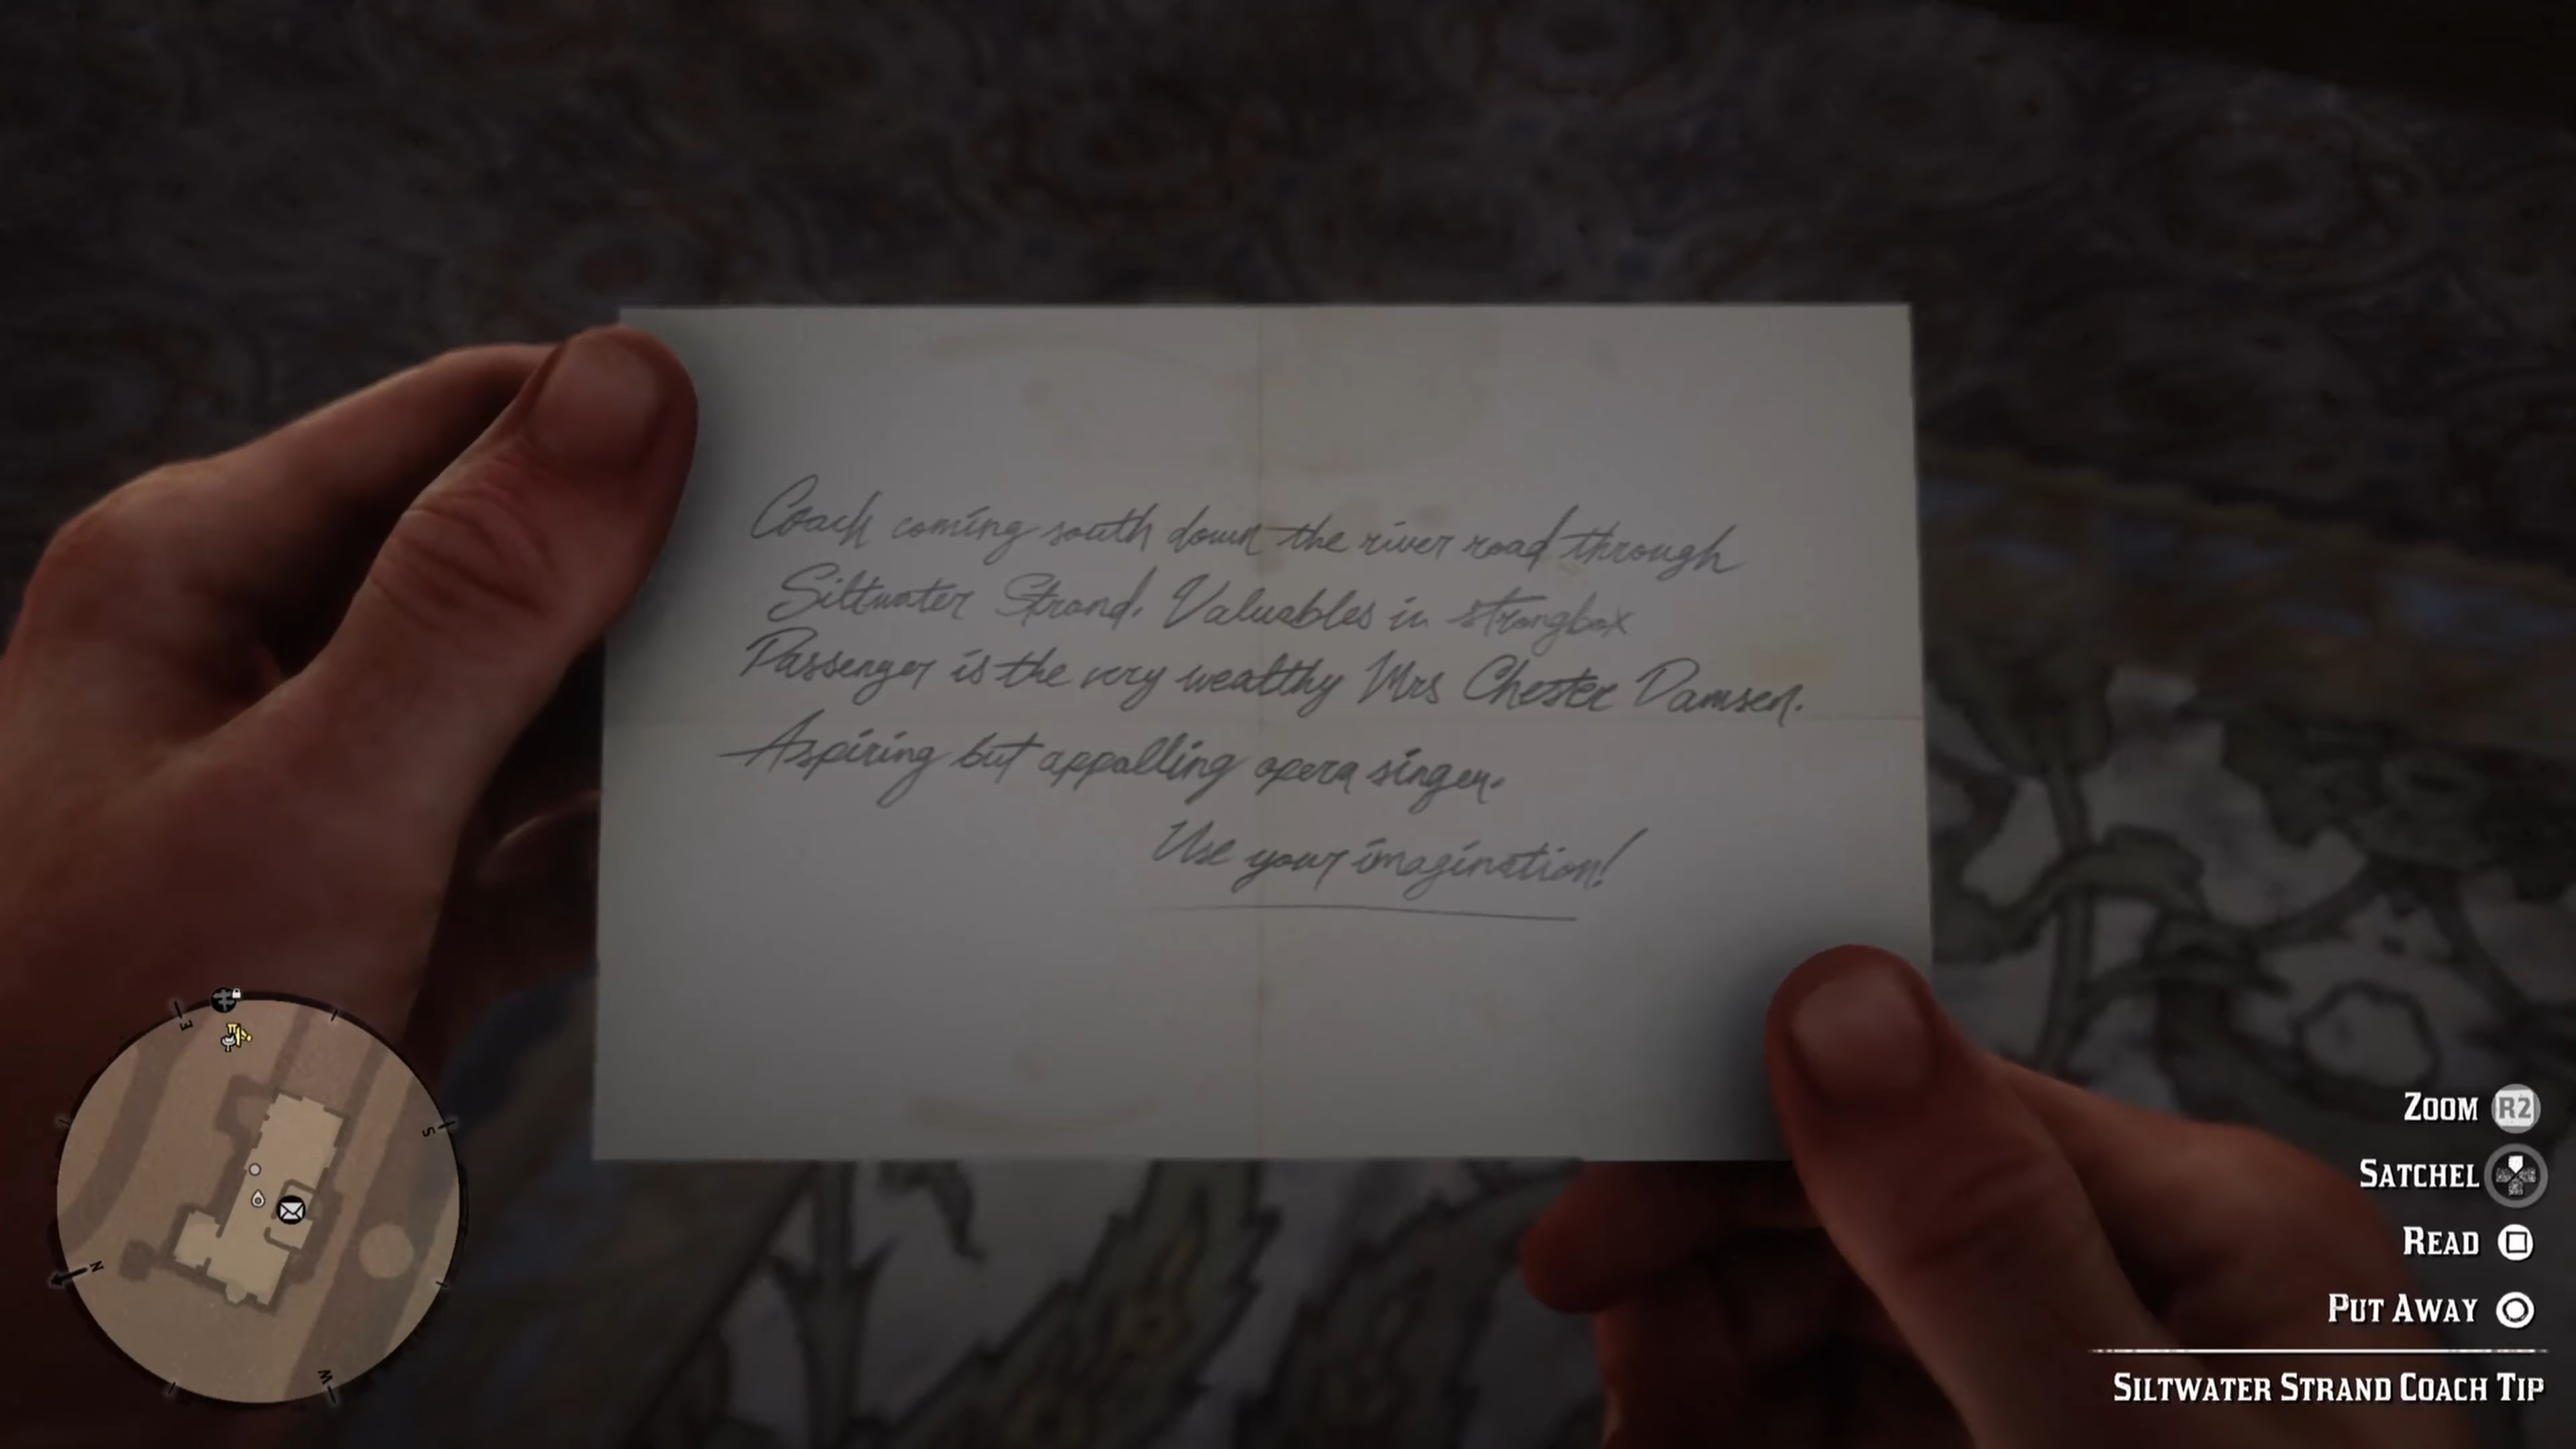 Coach coming south down the river road through
Siltwater Strand. Valuables in strongbox
Passenger is the very wealthy Mrs Chester Damsen.
Aspiring but appalling opera singer.
Use your imagination!
E
S
N
W
ZOOM R2
SATCHEL
READ
PUT AWAY
SILTWATER STRAND COACH TIP